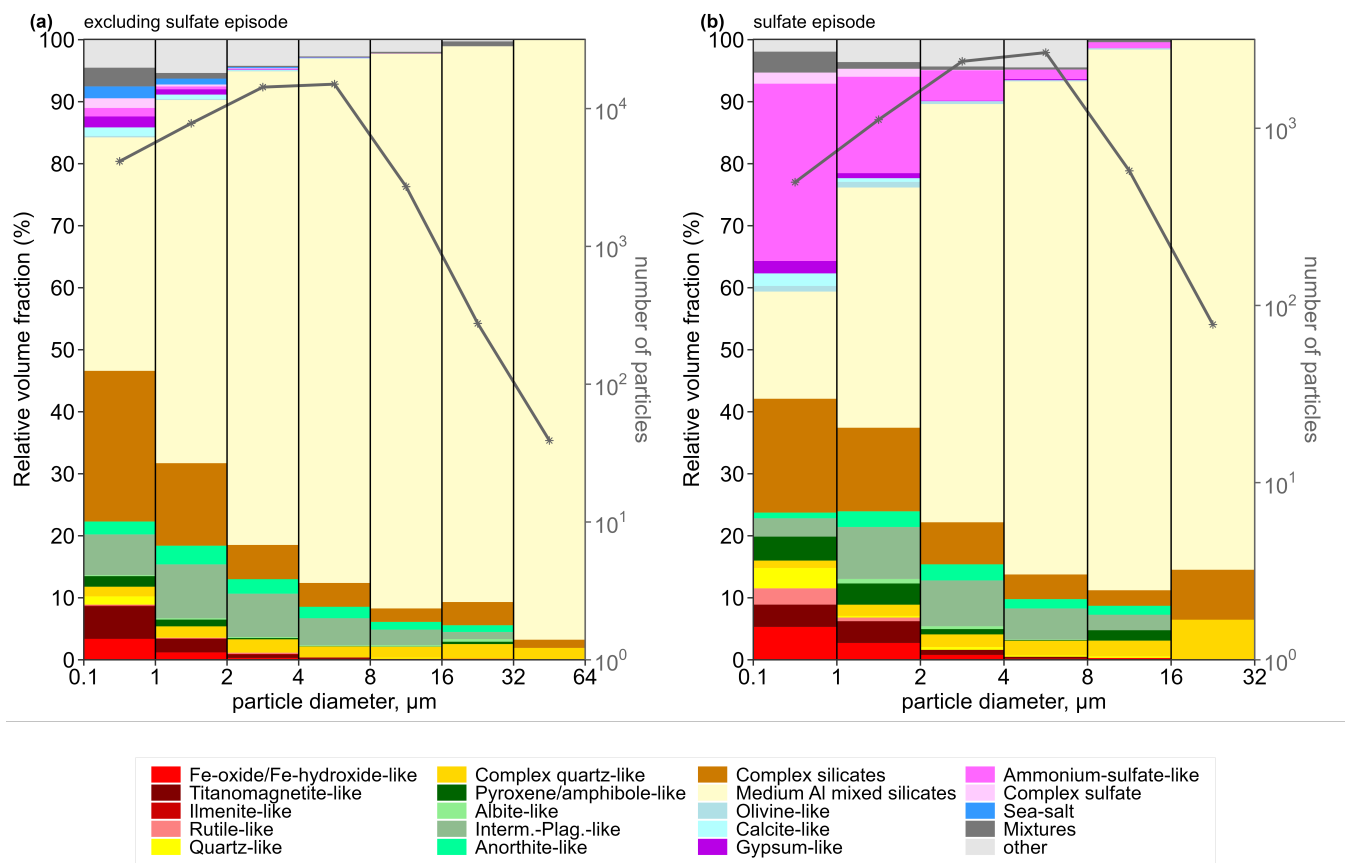 (a) excluding sulfate episode
(b) sulfate episode
Relative volume fraction (%)
100
90
80
70
60
50
40
30
20
10
0
0.1 1 2 4 8 16 32 64
particle diameter, µm
10⁴
10³
10²
10¹
10⁰
number of particles
Relative volume fraction (%)
100
90
80
70
60
50
40
30
20
10
0
0.1 1 2 4 8 16 32
particle diameter, µm
10³
10²
10¹
10⁰
number of particles
Fe-oxide/Fe-hydroxide-like
Titanomagnetite-like
Ilmenite-like
Rutile-like
Quartz-like
Complex quartz-like
Pyroxene/amphibole-like
Albite-like
Interm.-Plag.-like
Anorthite-like
Complex silicates
Medium Al mixed silicates
Olivine-like
Calcite-like
Gypsum-like
Ammonium-sulfate-like
Complex sulfate
Sea-salt
Mixtures
other